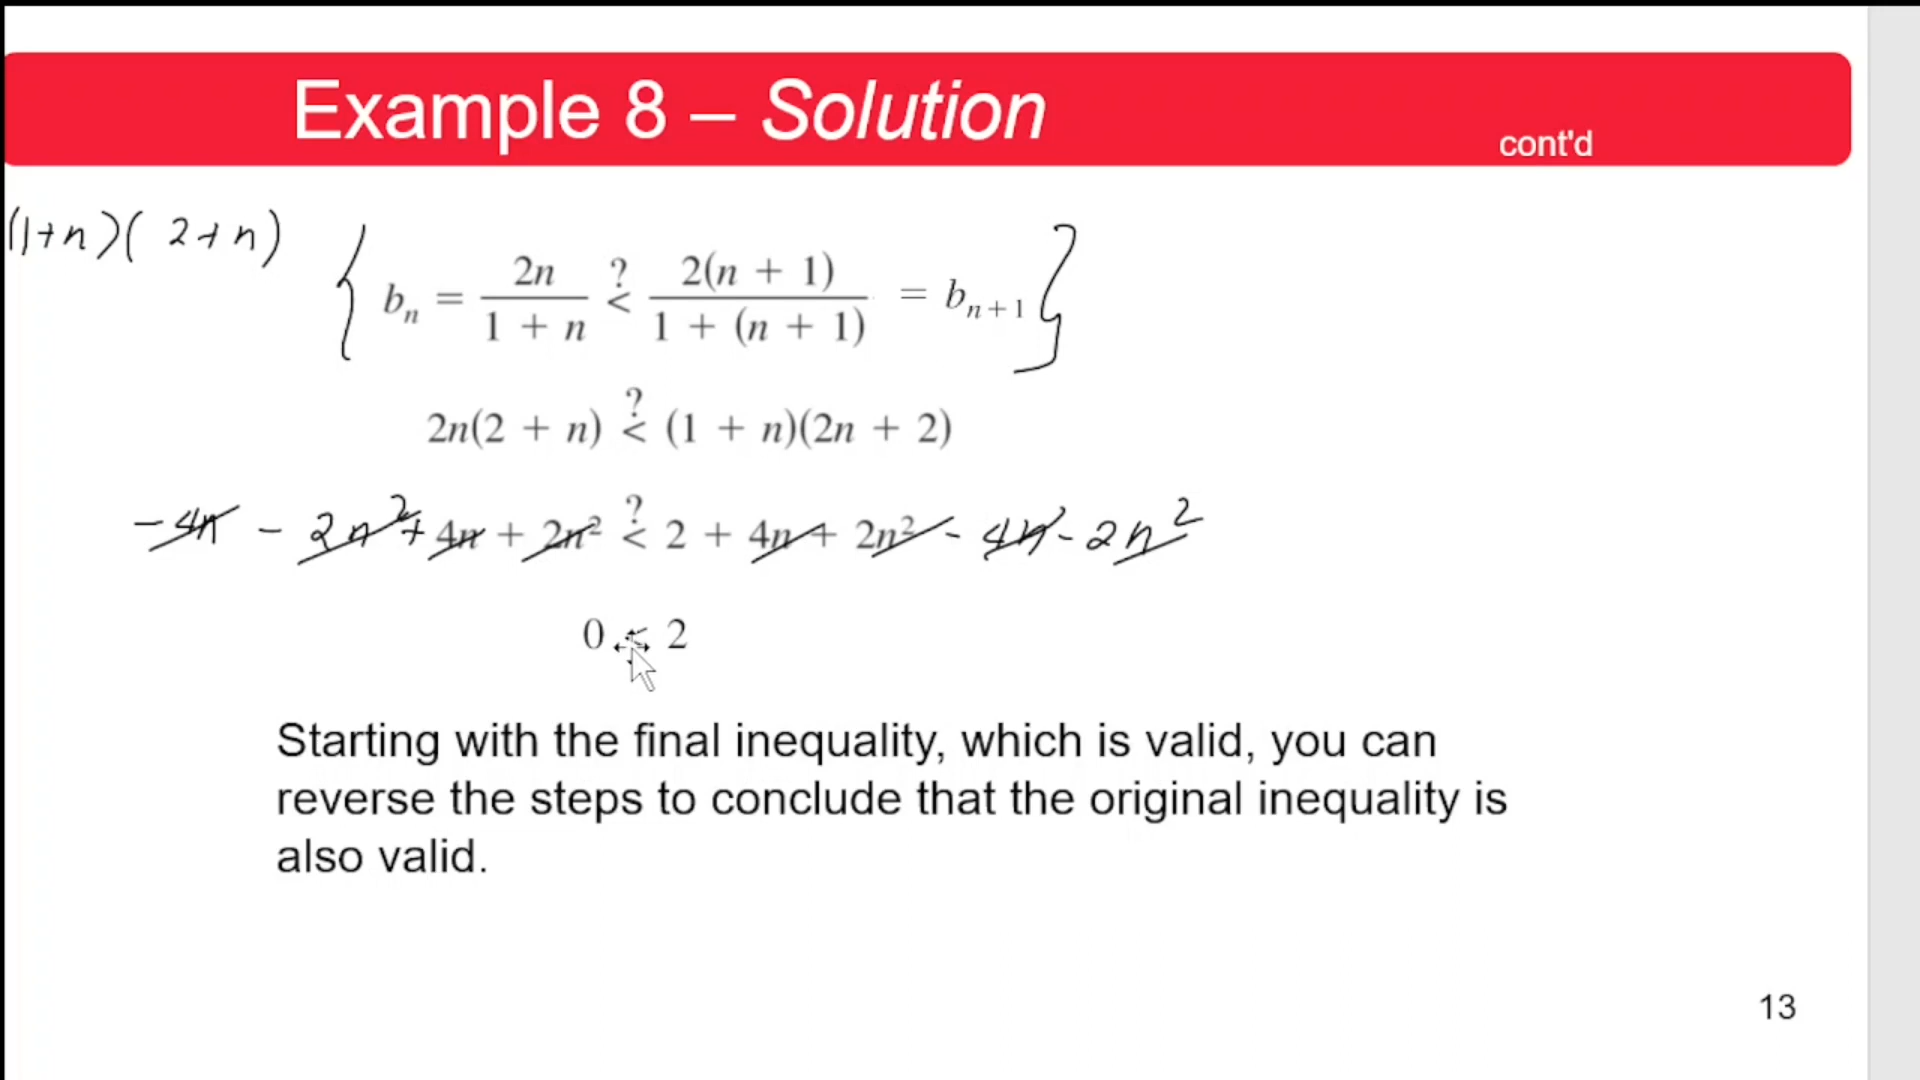 Example 8 – Solution
cont'd
(1+n)(2+n)
{ bₙ = 2n/(1 + n) <? 2(n + 1)/(1 + (n + 1)) = bₙ₊₁ }
2n(2 + n) <? (1 + n)(2n + 2)
-4n - 2n² + 4n + 2n² <? 2 + 4n + 2n² - 4n - 2n²
0 < 2
Starting with the final inequality, which is valid, you can
reverse the steps to conclude that the original inequality is
also valid.
13